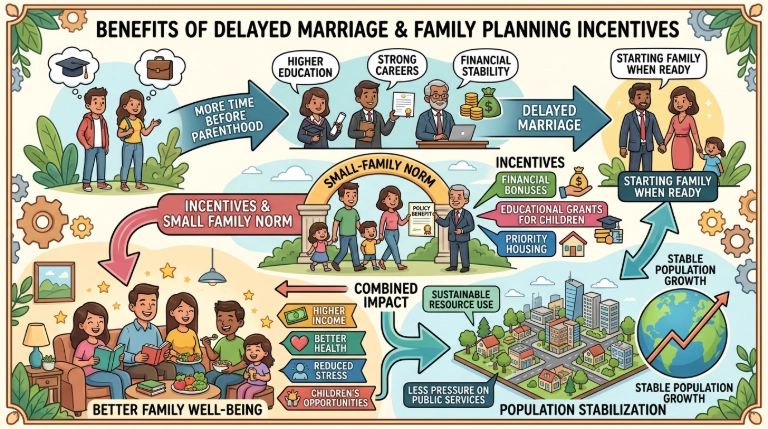 BENEFITS OF DELAYED MARRIAGE & FAMILY PLANNING INCENTIVES
HIGHER
EDUCATION
STRONG
CAREERS
FINANCIAL
STABILITY
STARTING FAMILY
WHEN READY
MORE TIME
BEFORE
PARENTHOOD
DELAYED
MARRIAGE
STARTING FAMILY
WHEN READY
SMALL-FAMILY NORM
POLICY
BENEFIT
INCENTIVES
FINANCIAL
BONUSES
EDUCATIONAL GRANTS
FOR CHILDREN
PRIORITY
HOUSING
INCENTIVES &
SMALL FAMILY NORM
COMBINED
IMPACT
HIGHER
INCOME
BETTER
HEALTH
REDUCED
STRESS
CHILDREN'S
OPPORTUNITIES
BETTER FAMILY WELL-BEING
SUSTAINABLE
RESOURCE USE
LESS PRESSURE ON
PUBLIC SERVICES
POPULATION STABILIZATION
STABLE
POPULATION
GROWTH
STABLE POPULATION
GROWTH